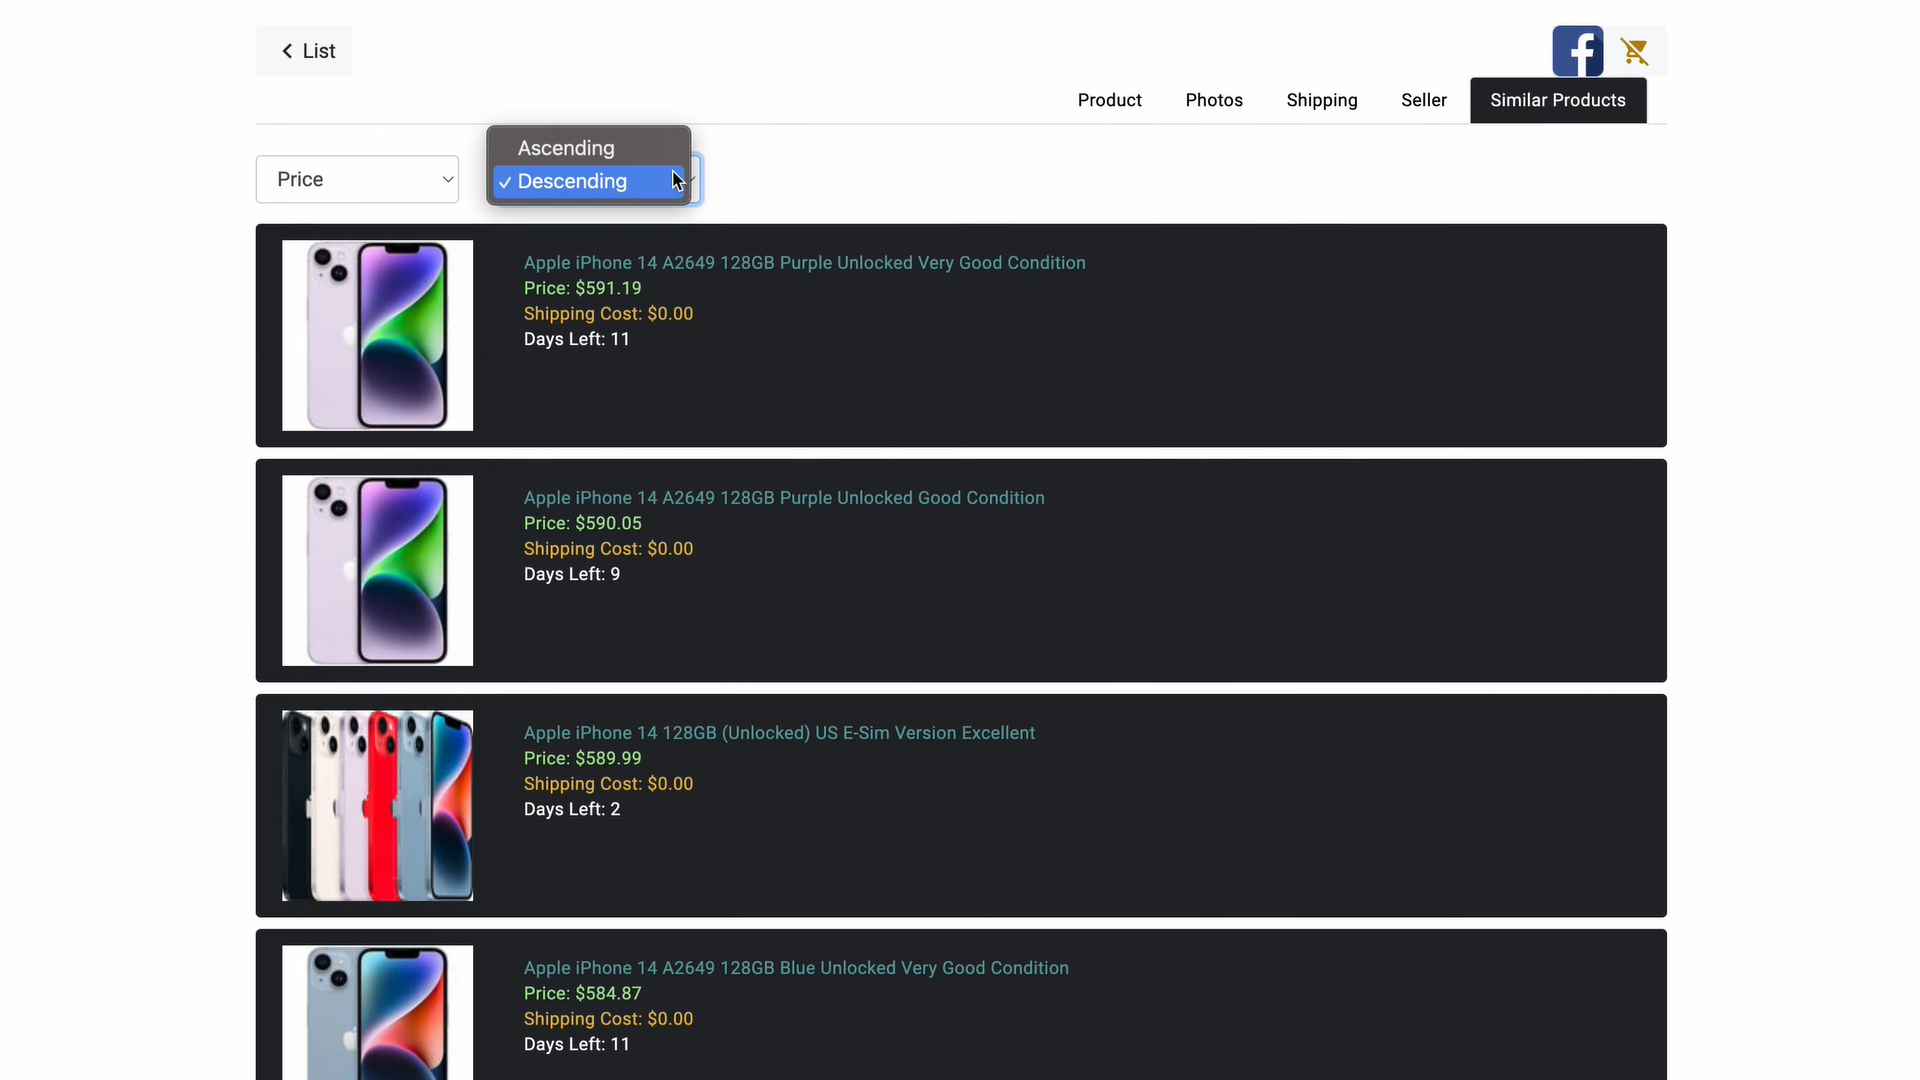 List
Product
Photos
Shipping
Seller
Similar Products
Price
Ascending
Descending
Apple iPhone 14 A2649 128GB Purple Unlocked Very Good Condition
Price: $591.19
Shipping Cost: $0.00
Days Left: 11
Apple iPhone 14 A2649 128GB Purple Unlocked Good Condition
Price: $590.05
Shipping Cost: $0.00
Days Left: 9
Apple iPhone 14 128GB (Unlocked) US E-Sim Version Excellent
Price: $589.99
Shipping Cost: $0.00
Days Left: 2
Apple iPhone 14 A2649 128GB Blue Unlocked Very Good Condition
Price: $584.87
Shipping Cost: $0.00
Days Left: 11